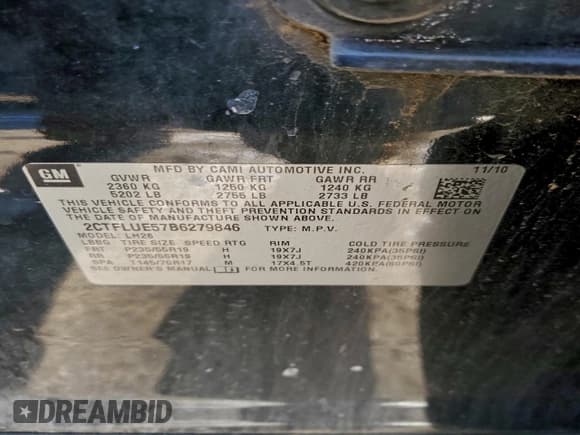 GM
MFD BY CAMI AUTOMOTIVE INC. 11/10
GVWR GAWR FRT GAWR RR
2360 KG 1250 KG 1240 KG
5202 LB 2755 LB 2733 LB
THIS VEHICLE CONFORMS TO ALL APPLICABLE U.S. FEDERAL MOTOR
VEHICLE SAFETY AND THEFT PREVENTION STANDARDS IN EFFECT ON
THE DATE OF MANUFACTURE SHOWN ABOVE.
2CTFLUE57B6279846 TYPE: M.P.V.
MODEL: LH26
TIRE SIZE SPEED RTG RIM COLD TIRE PRESSURE
FRT P235/55R19 H 19X7J 240KPA(35PSI)
RR P235/55R19 H 19X7J 240KPA(35PSI)
SPA T145/70R17 M 17X4.5T 420KPA(60PSI)
SEE OWNER'S MANUAL
DREAMBID